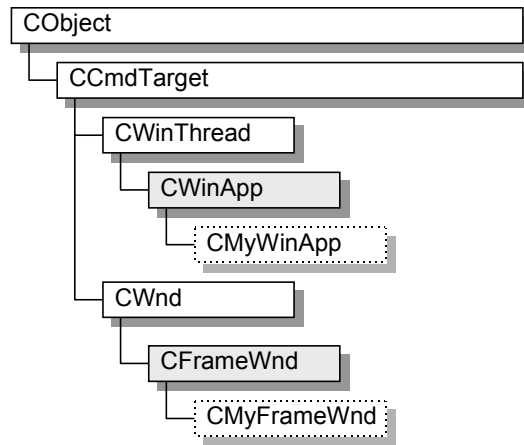 CObject
CCmdTarget
CWinThread
CWinApp
CMyWinApp
CWnd
CFrameWnd
CMyFrameWnd